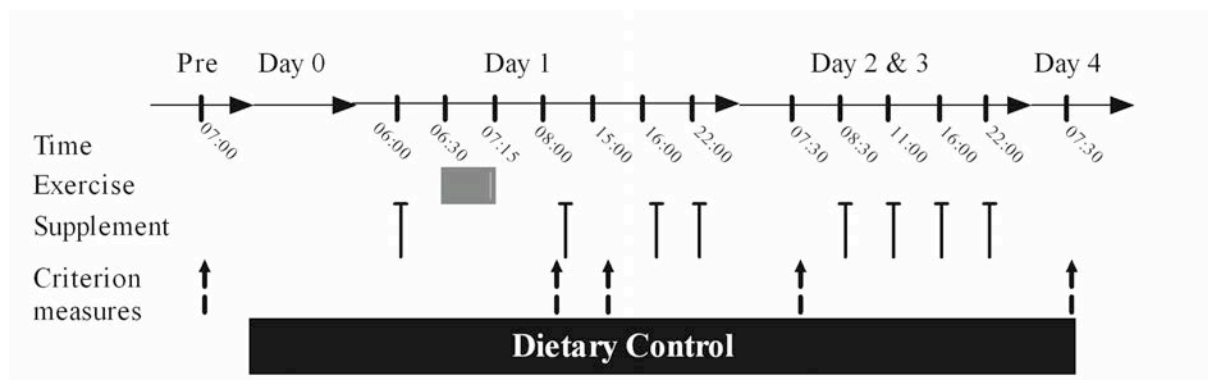 Pre Day 0 Day 1 Day 2 & 3 Day 4
Time 07:00 06:00 06:30 07:15 08:00 15:00 16:00 22:00 07:30 08:30 11:00 16:00 22:00 07:30
Exercise
Supplement
Criterion
measures
Dietary Control